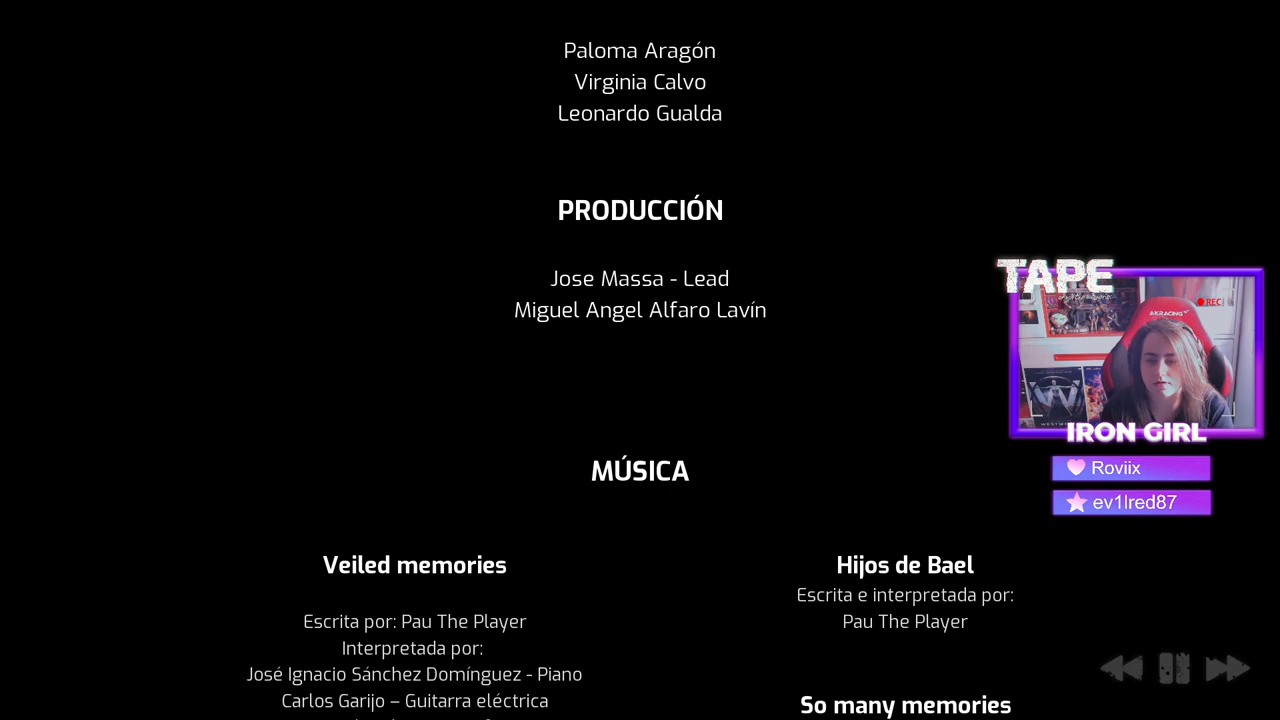 Paloma Aragón
Virginia Calvo
Leonardo Gualda
PRODUCCIÓN
Jose Massa - Lead
Miguel Angel Alfaro Lavín
TAPE
REC
AKRACING
IRON GIRL
Roviix
ev1lred87
MÚSICA
Veiled memories
Escrita por: Pau The Player
Interpretada por:
José Ignacio Sánchez Domínguez - Piano
Carlos Garijo – Guitarra eléctrica
Hijos de Bael
Escrita e interpretada por:
Pau The Player
So many memories